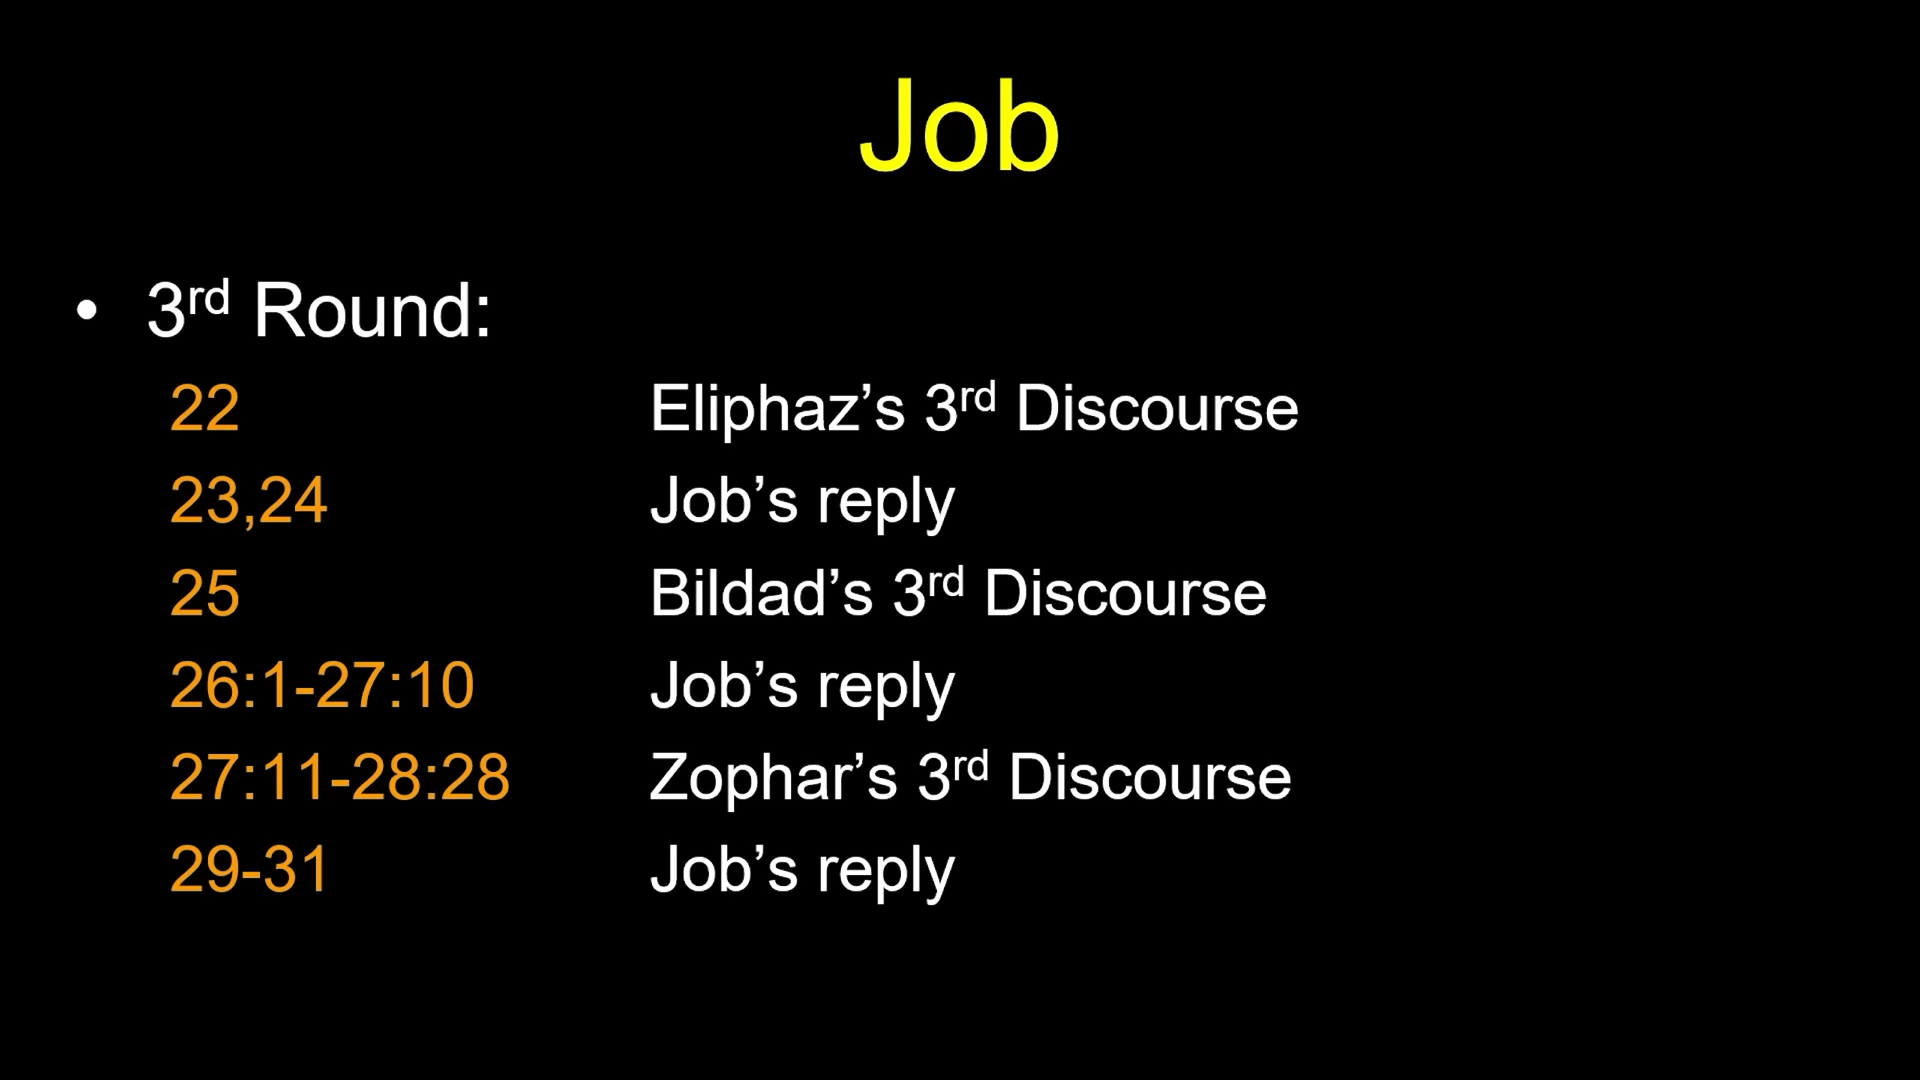 Job
• 3rd Round:
22 Eliphaz’s 3rd Discourse
23,24 Job’s reply
25 Bildad’s 3rd Discourse
26:1-27:10 Job’s reply
27:11-28:28 Zophar’s 3rd Discourse
29-31 Job’s reply